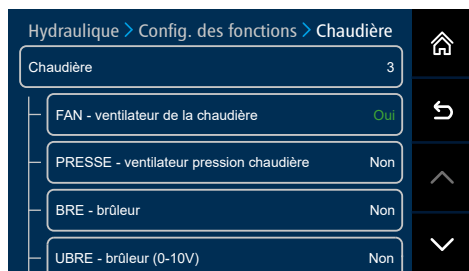 Hydraulique > Config. des fonctions > Chaudière
Chaudière 3
FAN - ventilateur de la chaudière Oui
PRESSE - ventilateur pression chaudière Non
BRE - brûleur Non
UBRE - brûleur (0-10V) Non